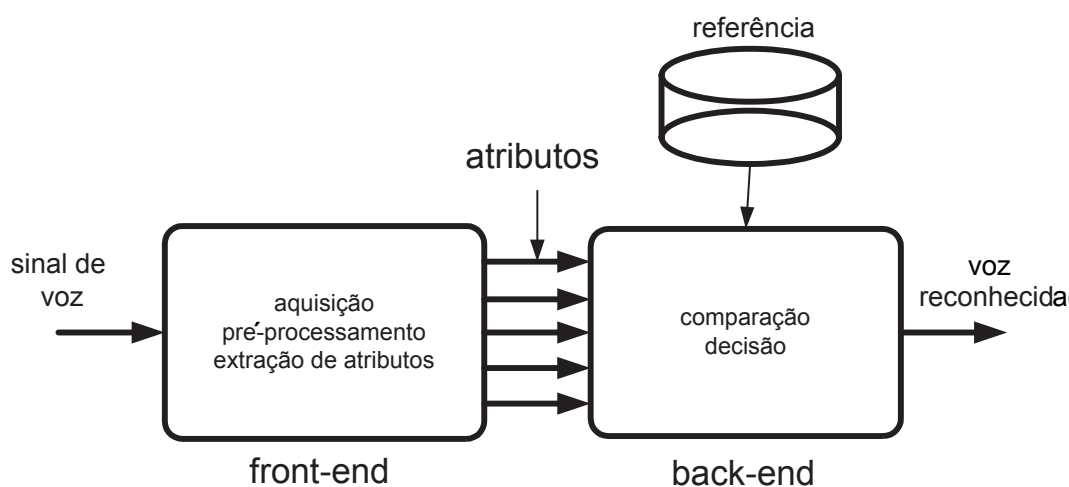 referência
atributos
sinal de
voz
aquisição
pré-processamento
extração de atributos
comparação
decisão
voz
reconhecida
front-end
back-end